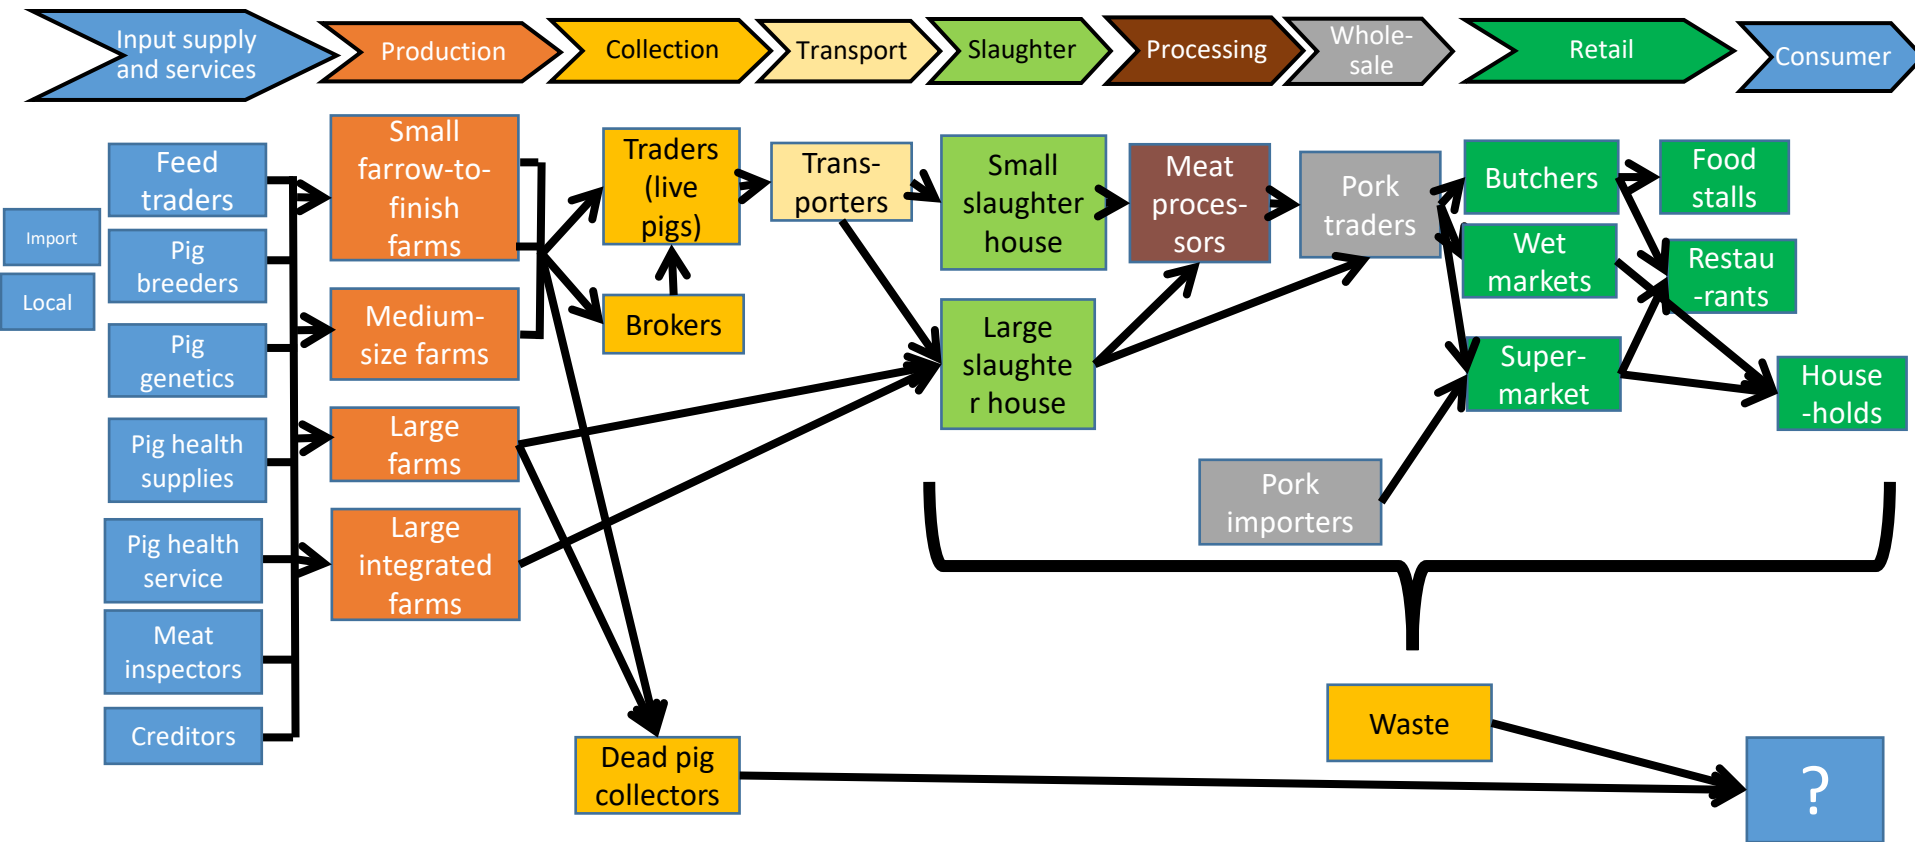 Input supply
and services
Production
Collection
Transport
Slaughter
Processing
Whole-
sale
Retail
Consumer
Feed
traders
Import
Pig
breeders
Local
Pig
genetics
Pig health
supplies
Pig health
service
Meat
inspectors
Creditors
Small
farrow-to-
finish
farms
Medium-
size farms
Large
farms
Large
integrated
farms
Traders
(live
pigs)
Brokers
Dead pig
collectors
Trans-
porters
Small
slaughter
house
Large
slaughte
r house
Meat
proces-
sors
Pork
traders
Pork
importers
Butchers
Wet
markets
Super-
market
Food
stalls
Restau
-rants
House
-holds
Waste
?